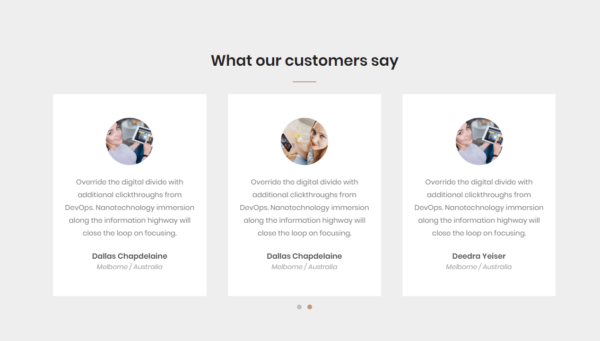 What our customers say
Override the digital divide with
additional clickthroughs from
DevOps. Nanotechnology immersion
along the information highway will
close the loop on focusing.
Dallas Chapdelaine
Melborne / Australia
Override the digital divide with
additional clickthroughs from
DevOps. Nanotechnology immersion
along the information highway will
close the loop on focusing.
Dallas Chapdelaine
Melborne / Australia
Override the digital divide with
additional clickthroughs from
DevOps. Nanotechnology immersion
along the information highway will
close the loop on focusing.
Deedra Yeiser
Melborne / Australia